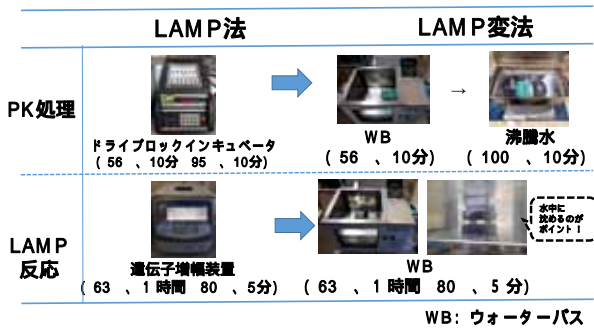 LAMP法
LAMP変法
PK処理
ドライブロックインキュベータ
( 56 、10分 95 、10分)
WB
( 56 、10分)
→
沸騰水
( 100 、10分)
LAMP
反応
遺伝子増幅装置
( 63 、1時間 80 、5分)
WB
( 63 、1時間 80 、5 分)
水中に
沈めるのが
ポイント！
WB: ウォーターバス